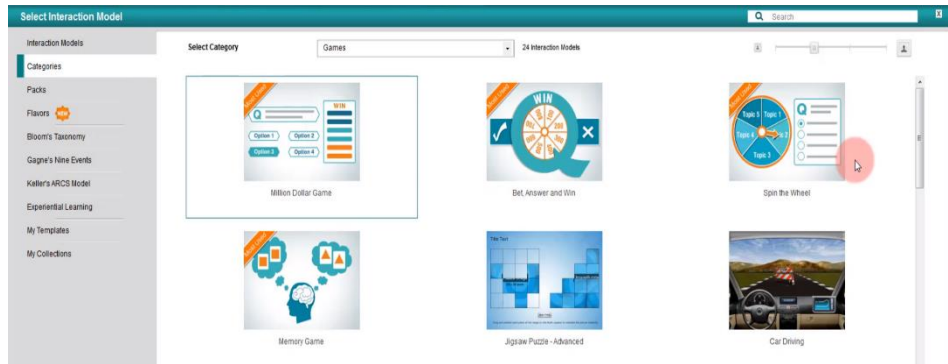 Select Interaction Model
Search
X
Interaction Models
Categories
Packs
Flavors NEW
Bloom's Taxonomy
Gagne's Nine Events
Keller's ARCS Model
Experiential Learning
My Templates
My Collections
Select Category
Games
24 Interaction Models
Q
WIN
Option 1
Option 2
Option 3
Option 4
Million Dollar Game
WIN
Bet, Answer and Win
Topic 5
Topic 1
Topic 4
Topic 3
Q
Spin the Wheel
Memory Game
Title Text
Jigsaw Puzzle - Advanced
Car Driving